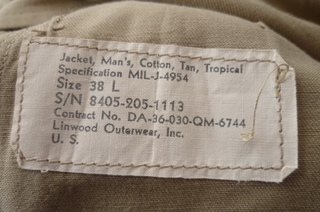 Jacket, Man's, Cotton, Tan, Tropical
Specification MIL-J-4954
Size 38 L
S/N 8405-205-1113
Contract No. DA-36-030-QM-6744
Linwood Outerwear, Inc.
U. S.